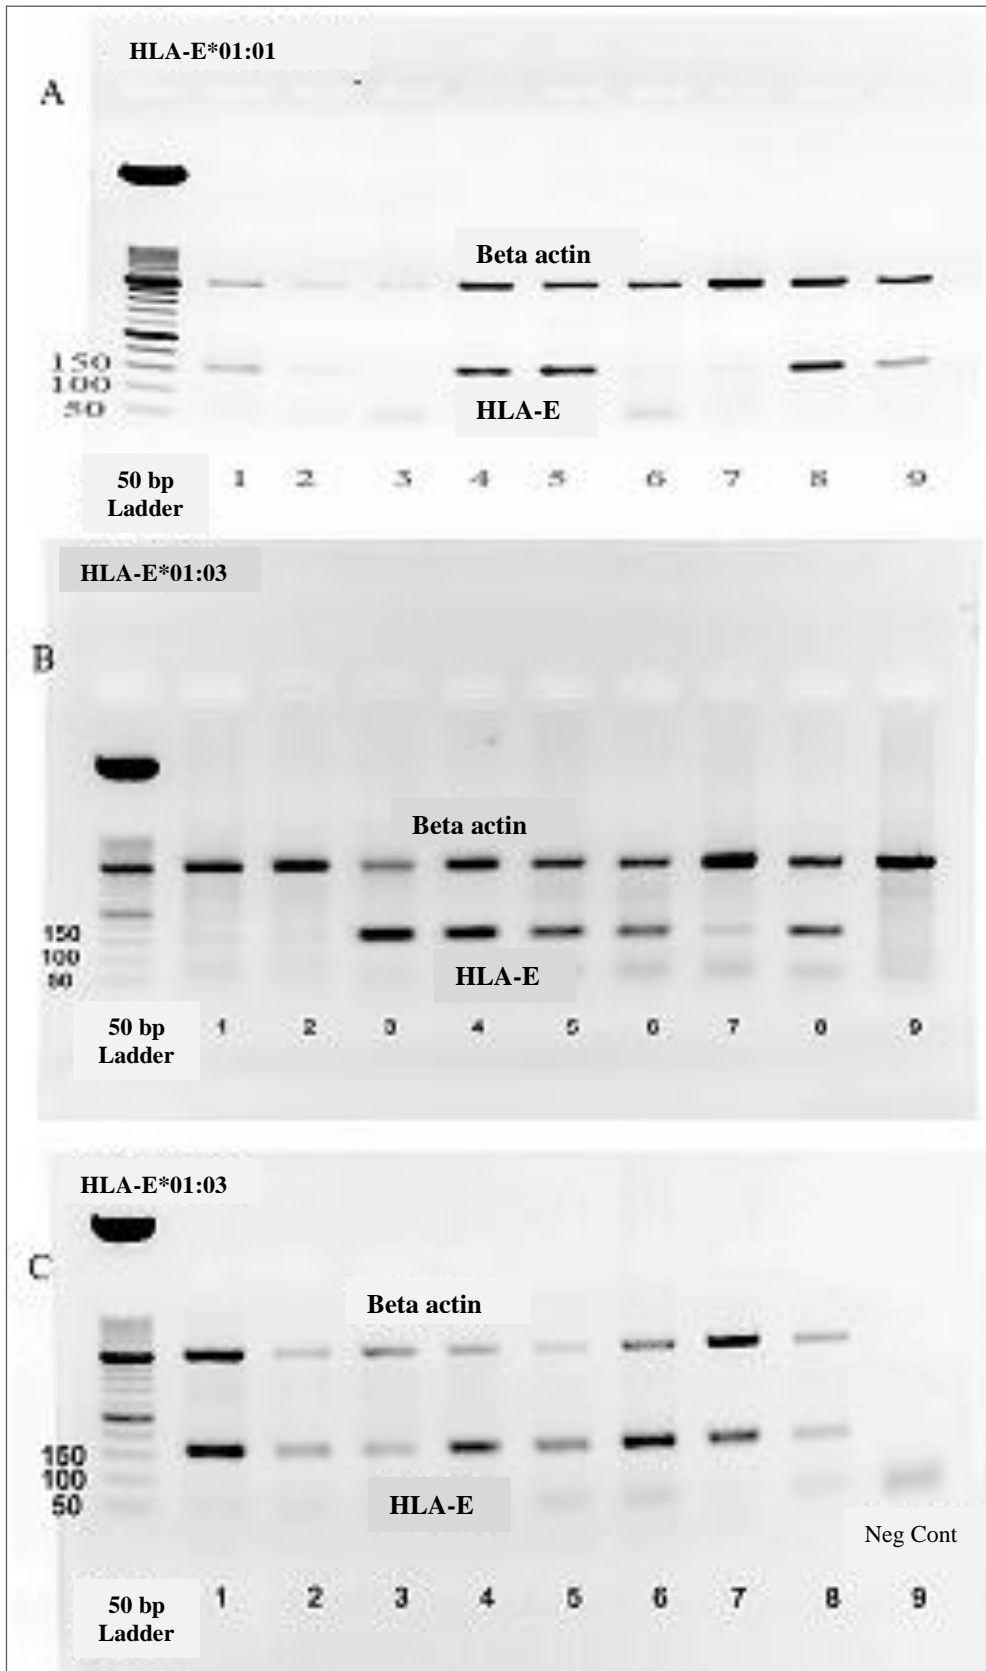 HLA-E*01:01
A
Beta actin
150
100
50
HLA-E
50 bp
Ladder
1 2 3 4 5 6 7 8 9
HLA-E*01:03
B
Beta actin
150
100
50
HLA-E
50 bp
Ladder
1 2 3 4 5 6 7 8 9
HLA-E*01:03
C
Beta actin
150
100
50
HLA-E
Neg Cont
50 bp
Ladder
1 2 3 4 5 6 7 8 9